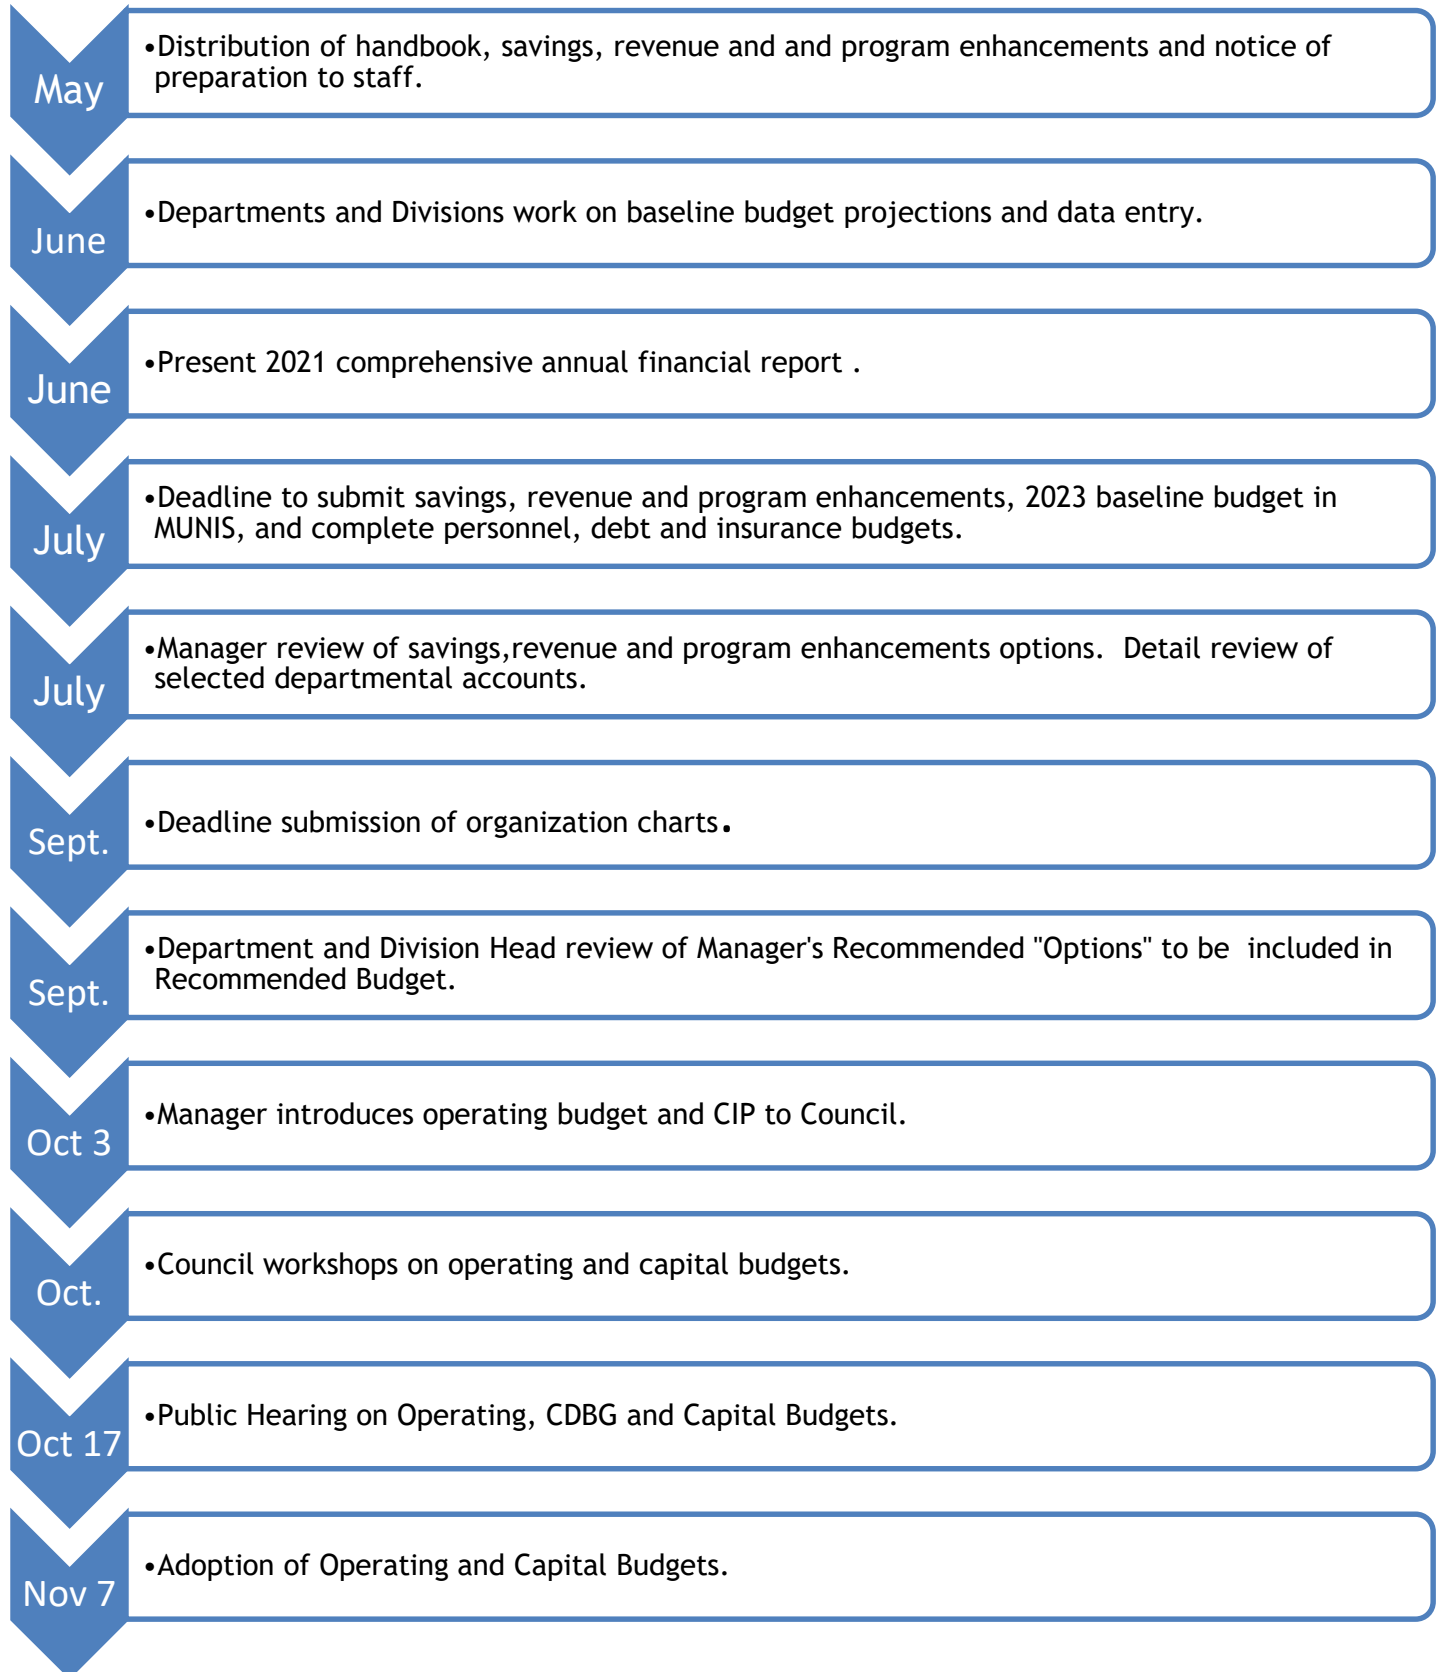 May
•Distribution of handbook, savings, revenue and and program enhancements and notice of
preparation to staff.
June
•Departments and Divisions work on baseline budget projections and data entry.
June
•Present 2021 comprehensive annual financial report .
July
•Deadline to submit savings, revenue and program enhancements, 2023 baseline budget in
MUNIS, and complete personnel, debt and insurance budgets.
July
•Manager review of savings,revenue and program enhancements options.  Detail review of
selected departmental accounts.
Sept.
•Deadline submission of organization charts.
Sept.
•Department and Division Head review of Manager's Recommended "Options" to be  included in
Recommended Budget.
Oct 3
•Manager introduces operating budget and CIP to Council.
Oct.
•Council workshops on operating and capital budgets.
Oct 17
•Public Hearing on Operating, CDBG and Capital Budgets.
Nov 7
•Adoption of Operating and Capital Budgets.